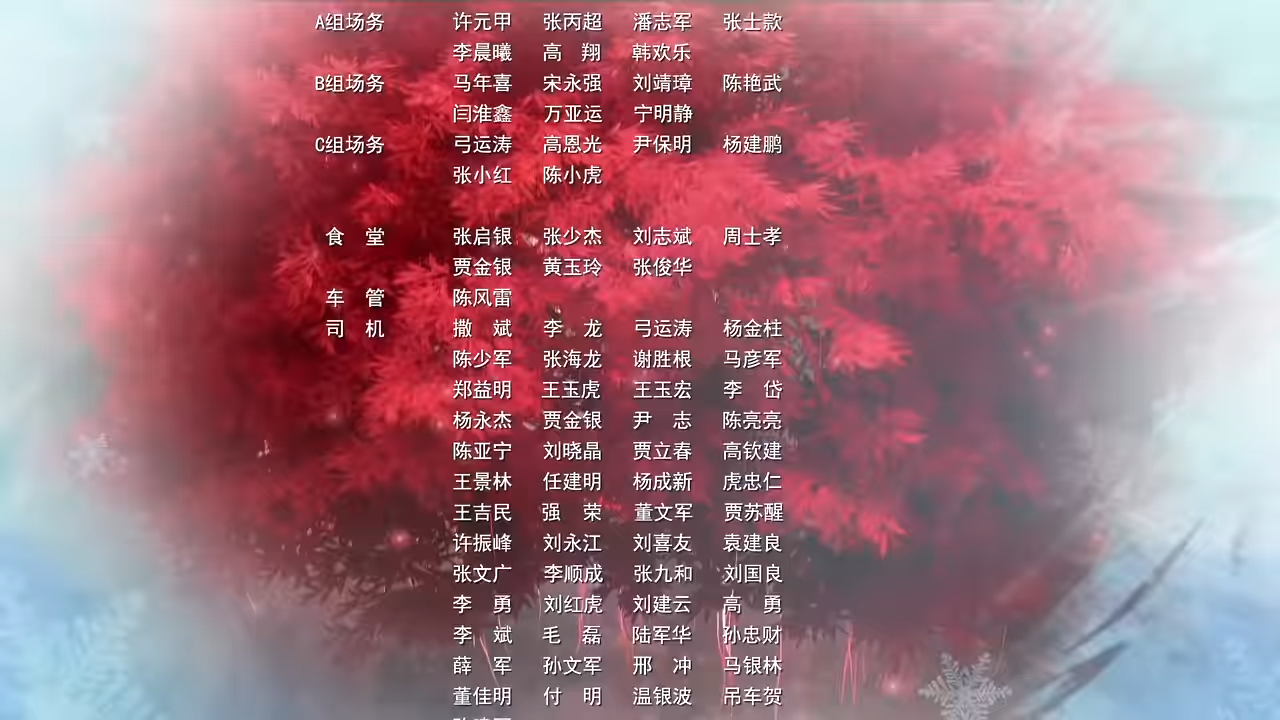 A组场务 许元甲 张丙超 潘志军 张士款
李晨曦 高 翔 韩欢乐
B组场务 马年喜 宋永强 刘靖璋 陈艳武
闫淮鑫 万亚运 宁明静
C组场务 弓运涛 高恩光 尹保明 杨建鹏
张小红 陈小虎
食 堂 张启银 张少杰 刘志斌 周士孝
贾金银 黄玉玲 张俊华
车 管 陈风雷
司 机 撒 斌 李 龙 弓运涛 杨金柱
陈少军 张海龙 谢胜根 马彦军
郑益明 王玉虎 王玉宏 李 岱
杨永杰 贾金银 尹 志 陈亮亮
陈亚宁 刘晓晶 贾立春 高钦建
王景林 任建明 杨成新 虎忠仁
王吉民 强 荣 董文军 贾苏醒
许振峰 刘永江 刘喜友 袁建良
张文广 李顺成 张九和 刘国良
李 勇 刘红虎 刘建云 高 勇
李 斌 毛 磊 陆军华 孙忠财
薛 军 孙文军 邢 冲 马银林
董佳明 付 明 温银波 吊车贺